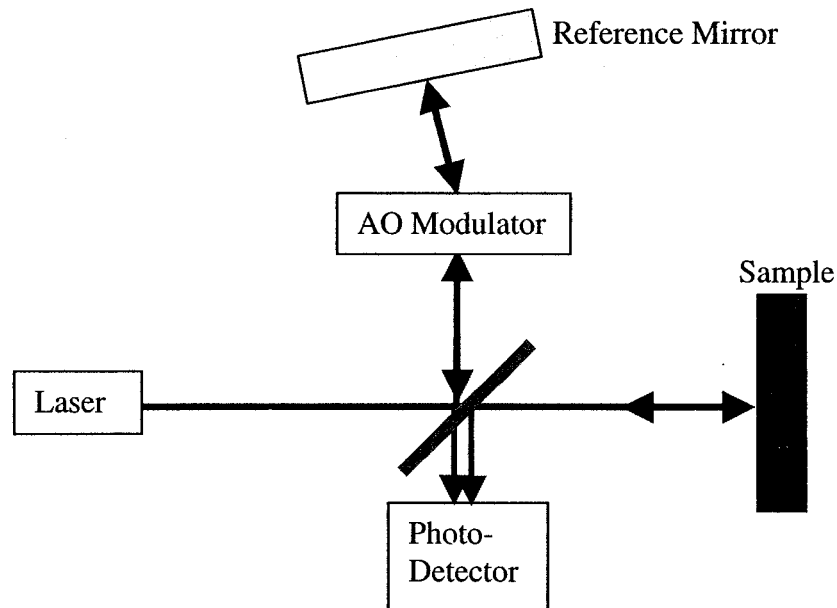 Reference Mirror
AO Modulator
Sample
Laser
Photo-
Detector